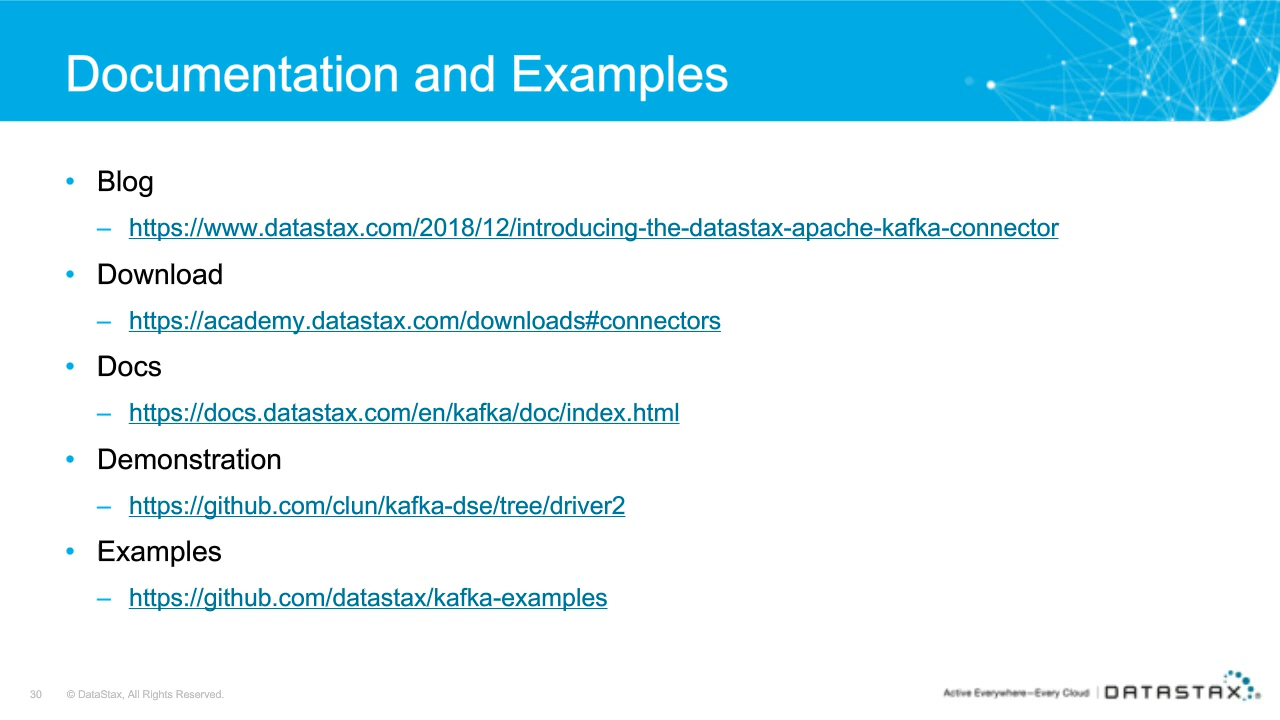 Documentation and Examples
• Blog
– https://www.datastax.com/2018/12/introducing-the-datastax-apache-kafka-connector
• Download
– https://academy.datastax.com/downloads#connectors
• Docs
– https://docs.datastax.com/en/kafka/doc/index.html
• Demonstration
– https://github.com/clun/kafka-dse/tree/driver2
• Examples
– https://github.com/datastax/kafka-examples
30 © DataStax, All Rights Reserved.
Active Everywhere—Every Cloud | DATASTAX®